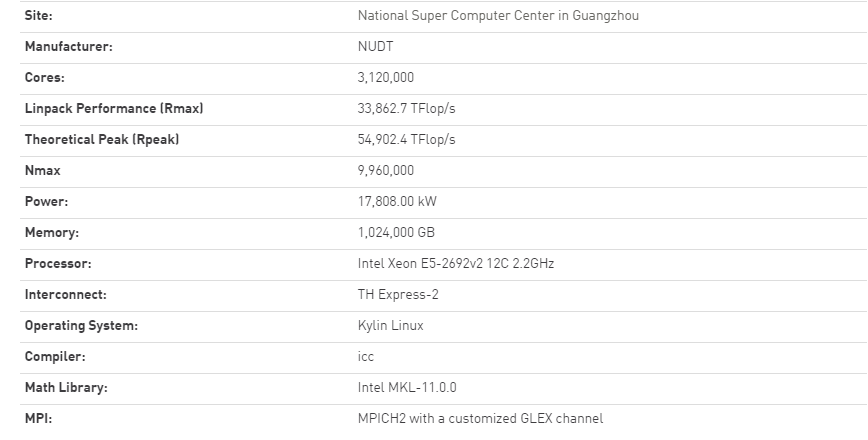 Site: National Super Computer Center in Guangzhou
Manufacturer: NUDT
Cores: 3,120,000
Linpack Performance (Rmax) 33,862.7 TFlop/s
Theoretical Peak (Rpeak) 54,902.4 TFlop/s
Nmax 9,960,000
Power: 17,808.00 kW
Memory: 1,024,000 GB
Processor: Intel Xeon E5-2692v2 12C 2.2GHz
Interconnect: TH Express-2
Operating System: Kylin Linux
Compiler: icc
Math Library: Intel MKL-11.0.0
MPI: MPICH2 with a customized GLEX channel